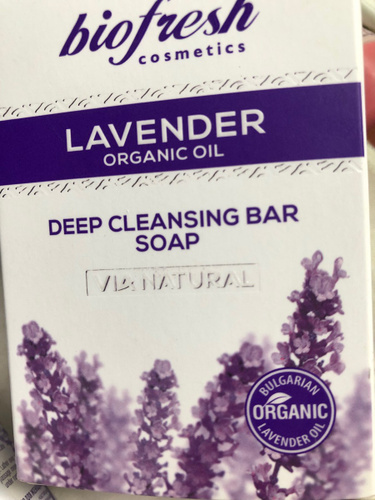 biofresh
cosmetics
LAVENDER
ORGANIC OIL
DEEP CLEANSING BAR
SOAP
VIA NATURAL
BULGARIAN
ORGANIC
LAVENDER OIL